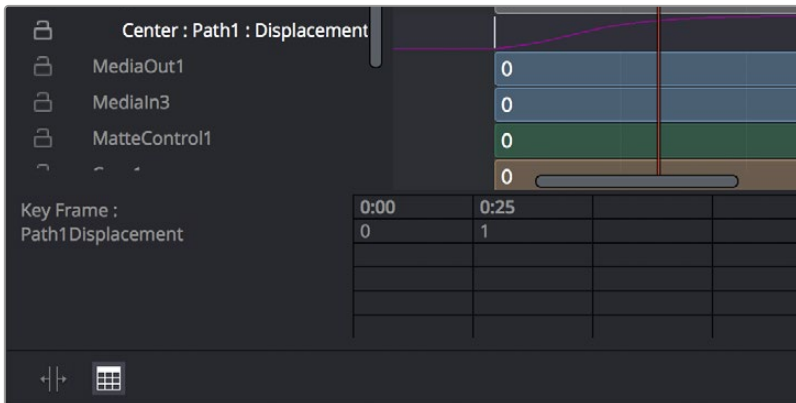 Center : Path1 : Displacement
MediaOut1
0
MediaIn3
0
MatteControl1
0
0
Key Frame :
0:00
0:25
Path1Displacement
0
1